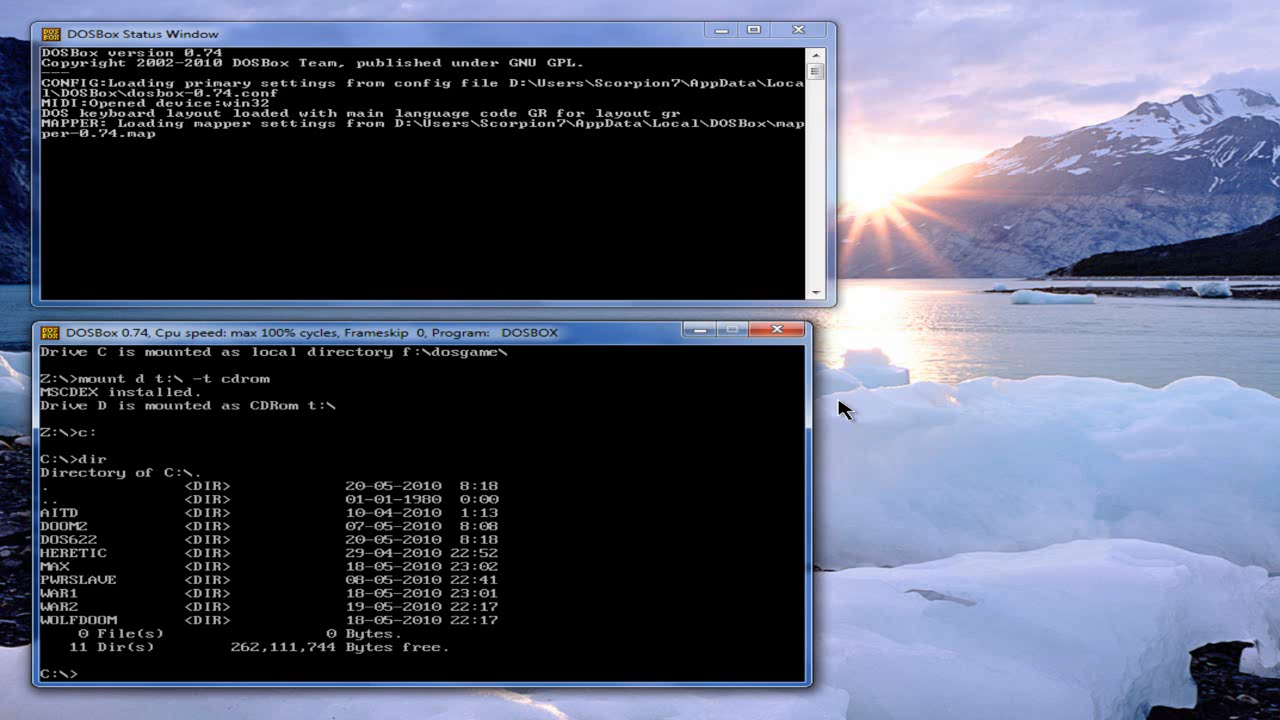 DOSBox Status Window
DOSBox version 0.74
Copyright 2002-2010 DOSBox Team, published under GNU GPL.
---
CONFIG:Loading primary settings from config file D:\Users\Scorpion7\AppData\Loca
l\DOSBox\dosbox-0.74.conf
MIDI:Opened device:win32
DOS keyboard layout loaded with main language code GR for layout gr
MAPPER: Loading mapper settings from D:\Users\Scorpion7\AppData\Local\DOSBox\map
per-0.74.map
DOSBox 0.74, Cpu speed: max 100% cycles, Frameskip 0, Program: DOSBOX
Drive C is mounted as local directory f:\dosgame\
Z:\>mount d t:\ -t cdrom
MSCDEX installed.
Drive D is mounted as CDRom t:\
Z:\>c:
C:\>dir
Directory of C:\.
. <DIR> 20-05-2010 8:18
.. <DIR> 01-01-1980 0:00
AITD <DIR> 10-04-2010 1:13
DOOM2 <DIR> 07-05-2010 8:08
DOS622 <DIR> 20-05-2010 8:18
HERETIC <DIR> 29-04-2010 22:52
MAX <DIR> 18-05-2010 23:02
PWRSLAVE <DIR> 08-05-2010 22:41
WAR1 <DIR> 18-05-2010 23:01
WAR2 <DIR> 19-05-2010 22:17
WOLFDOOM <DIR> 18-05-2010 22:17
0 File(s) 0 Bytes.
11 Dir(s) 262,111,744 Bytes free.
C:\>